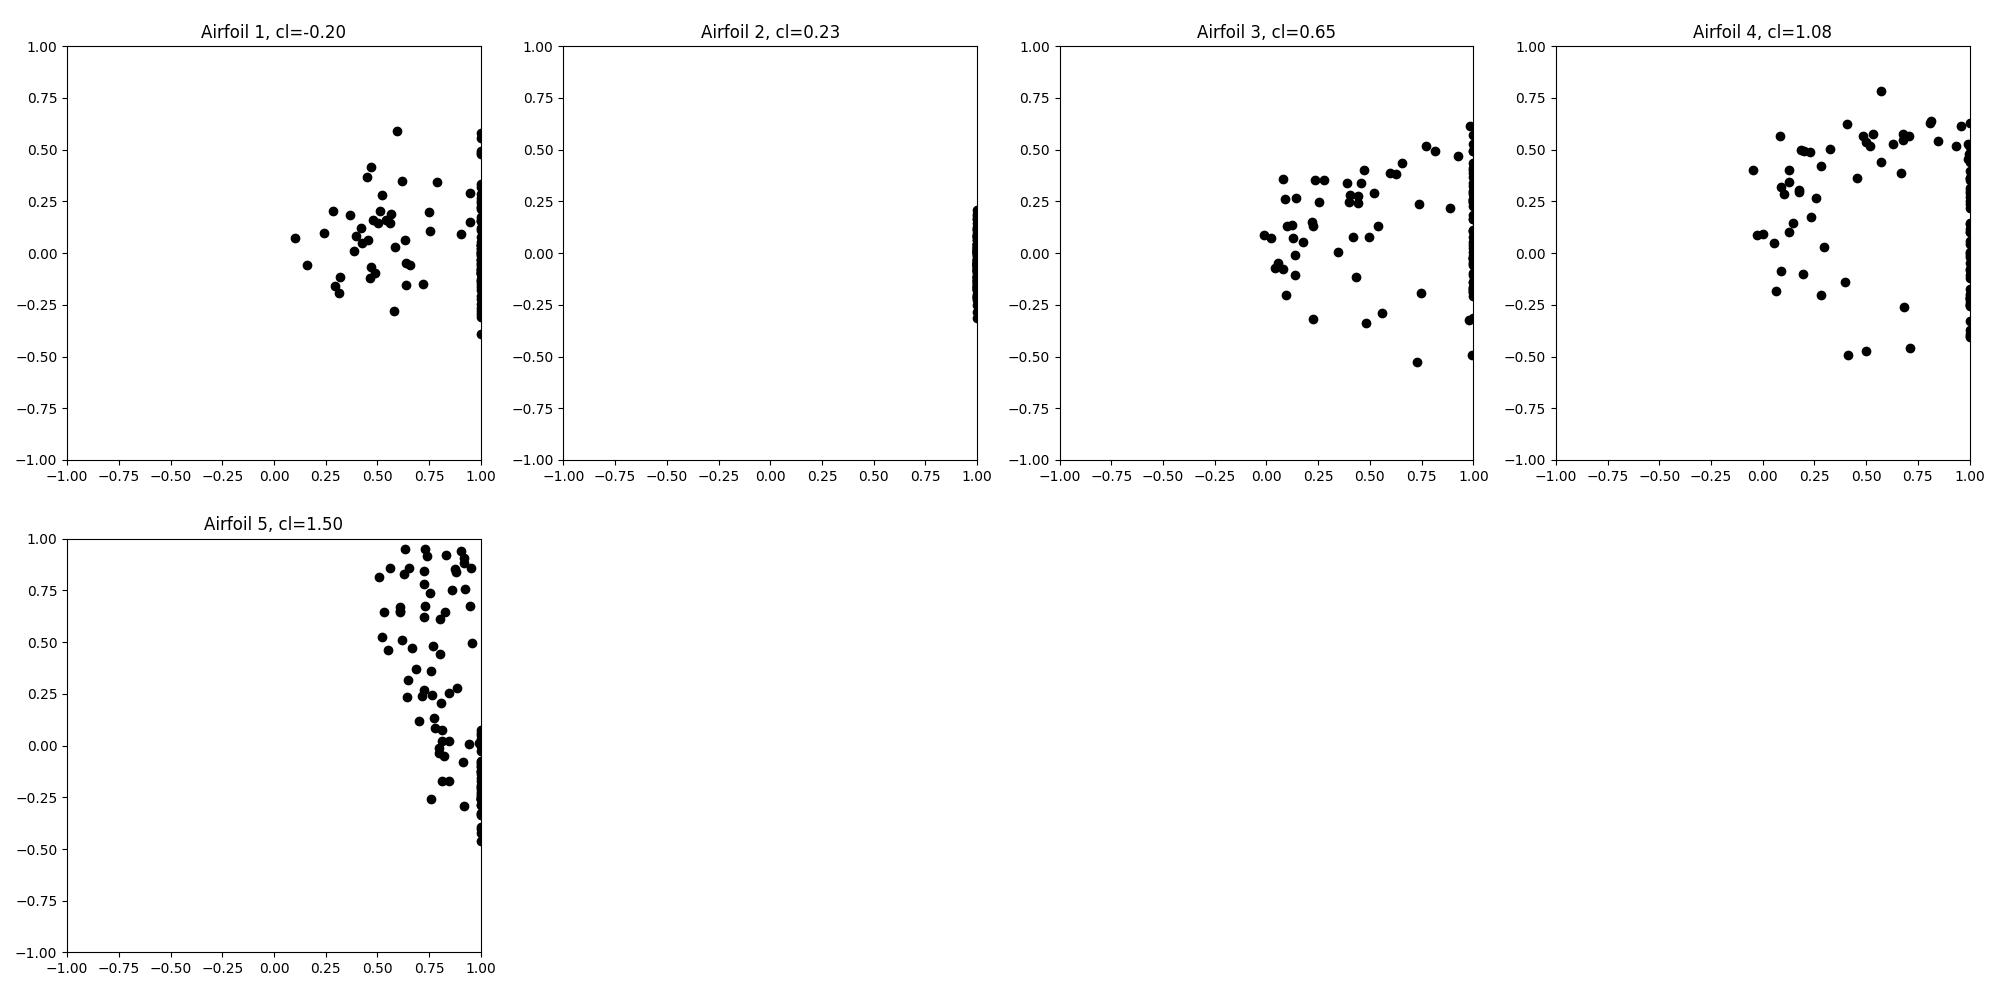 Airfoil 1, cl=-0.20
Airfoil 2, cl=0.23
Airfoil 3, cl=0.65
Airfoil 4, cl=1.08
1.00 1.00 1.00 1.00
0.75 0.75 0.75 0.75
0.50 0.50 0.50 0.50
0.25 0.25 0.25 0.25
0.00 0.00 0.00 0.00
−0.25 −0.25 −0.25 −0.25
−0.50 −0.50 −0.50 −0.50
−0.75 −0.75 −0.75 −0.75
−1.00 −1.00 −1.00 −1.00
−1.00 −0.75 −0.50 −0.25 0.00 0.25 0.50 0.75 1.00
−1.00 −0.75 −0.50 −0.25 0.00 0.25 0.50 0.75 1.00
−1.00 −0.75 −0.50 −0.25 0.00 0.25 0.50 0.75 1.00
−1.00 −0.75 −0.50 −0.25 0.00 0.25 0.50 0.75 1.00
Airfoil 5, cl=1.50
1.00
0.75
0.50
0.25
0.00
−0.25
−0.50
−0.75
−1.00
−1.00 −0.75 −0.50 −0.25 0.00 0.25 0.50 0.75 1.00